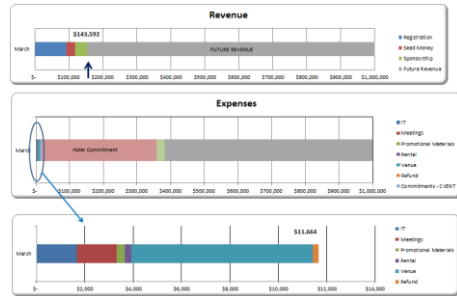 Revenue
$143,592
March
FUTURE REVENUE
$- $100,000 $200,000 $300,000 $400,000 $500,000 $600,000 $700,000 $800,000 $900,000 $1,000,000
Registration
Seed Money
Sponsorship
Future Revenue
Expenses
March
Hotel Commitment
$- $100,000 $200,000 $300,000 $400,000 $500,000 $600,000 $700,000 $800,000 $900,000 $1,000,000
IT
Meetings
Promotional Materials
Rental
Venue
Refund
Commitments - EVENT
$11,664
March
$- $2,000 $4,000 $6,000 $8,000 $10,000 $12,000 $14,000
IT
Meetings
Promotional Materials
Rental
Venue
Refund